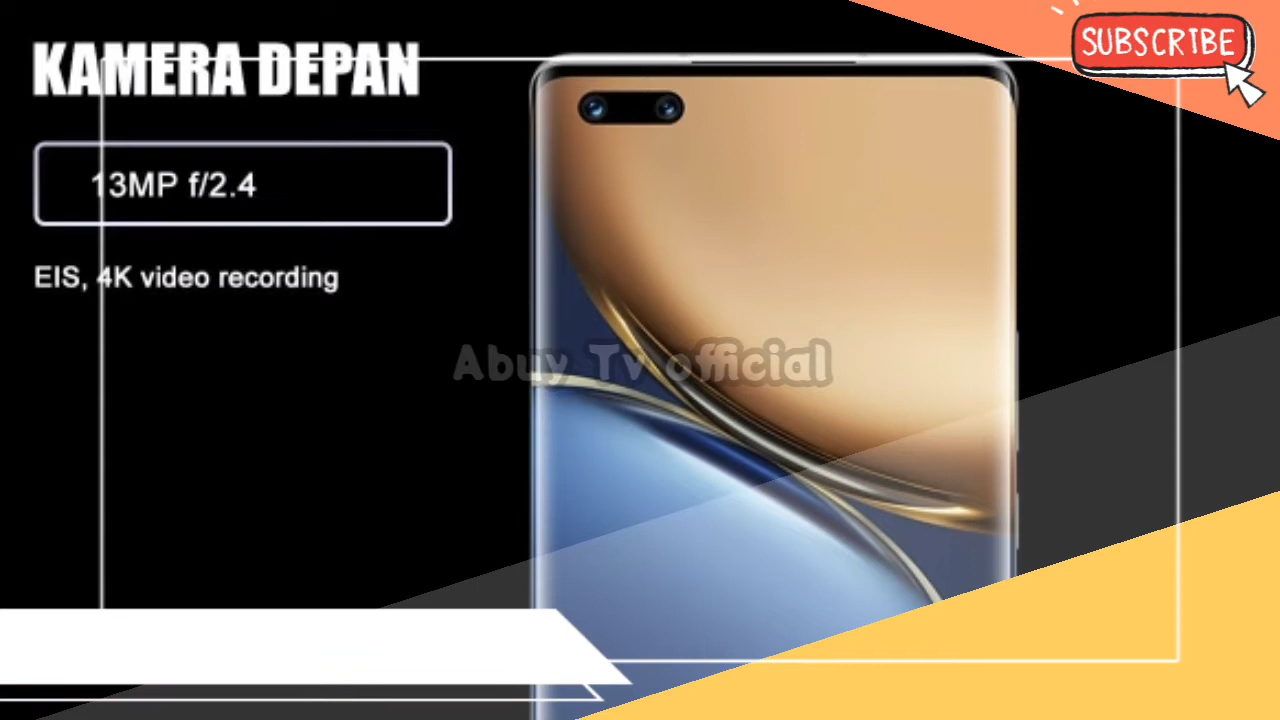 KAMERA DEPAN
SUBSCRIBE
13MP f/2.4
EIS, 4K video recording
Abuy Tv official